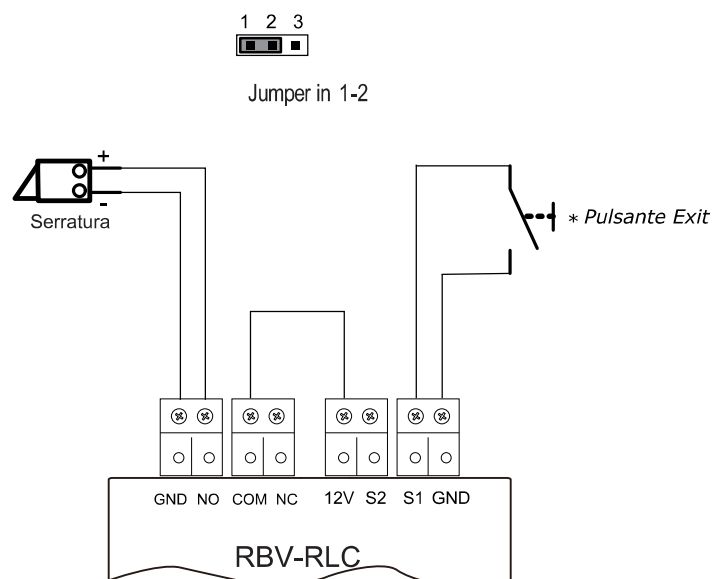 1 2 3
Jumper in 1-2
+
-
Serratura
* Pulsante Exit
GND NO COM NC 12V S2 S1 GND
RBV-RLC